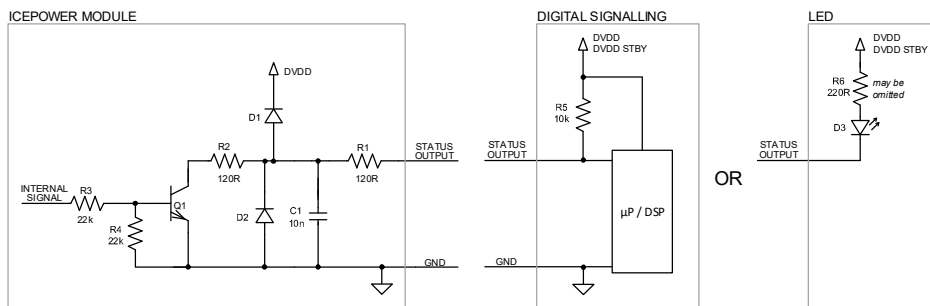 ICEPOWER MODULE
DVDD
D1
R2
120R
R1
120R
STATUS
OUTPUT
INTERNAL
SIGNAL
R3
22k
Q1
R4
22k
D2
C1
10n
GND
DIGITAL SIGNALLING
DVDD
DVDD STBY
R5
10k
STATUS
OUTPUT
µP / DSP
GND
OR
LED
DVDD
DVDD STBY
R6
220R
may be
omitted
D3
STATUS
OUTPUT